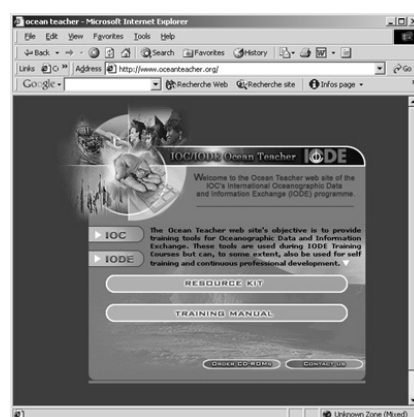 ocean teacher - Microsoft Internet Explorer
File Edit View Favorites Tools Help
Back Search Favorites History
Links Address http://www.oceanteacher.org/ Go
Google Recherche Web Recherche site Infos page
IOC/IODE Ocean Teacher IODE
Welcome to the Ocean Teacher web site of the
IOC's International Oceanographic Data
and Information Exchange (IODE) programme.
IOC
IODE
The Ocean Teacher web site's objective is to provide
training tools for Oceanographic Data and Information
Exchange. These tools are used during IODE Training
Courses but can, to some extent, also be used for self
training and continuous professional development.
RESOURCE KIT
TRAINING MANUAL
ORDER CD-ROMs CONTACT US
Unknown Zone (Mixed)